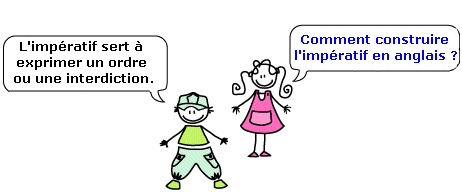 L'impératif sert à
exprimer un ordre
ou une interdiction.
Comment construire
l'impératif en anglais ?